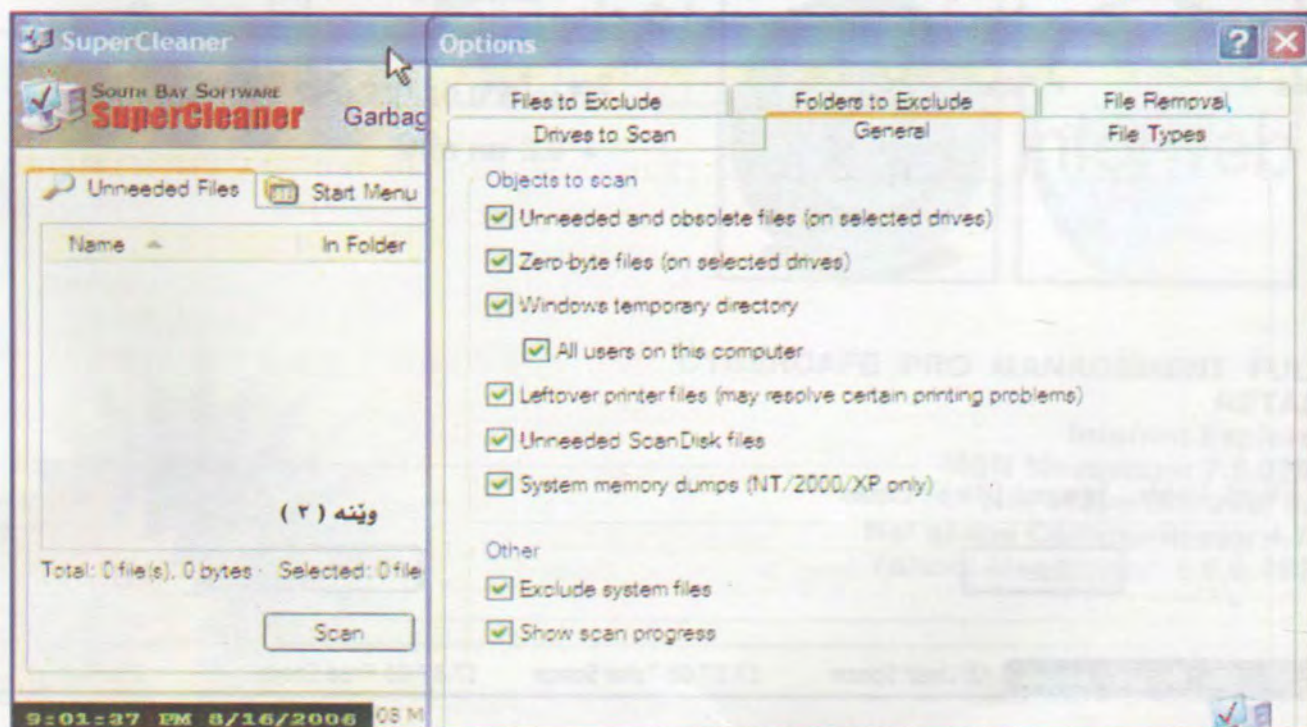 SuperCleaner
SOUTH BAY SOFTWARE
SuperCleaner
Garbag
Unneeded Files
Start Menu
Name
In Folder
وێنه ( ٢ )
Total: 0 file(s), 0 bytes
Selected: 0 file
Scan
9:01:27 PM 8/16/2006
Options
Files to Exclude
Folders to Exclude
File Removal
Drives to Scan
General
File Types
Objects to scan
Unneeded and obsolete files (on selected drives)
Zero-byte files (on selected drives)
Windows temporary directory
All users on this computer
Leftover printer files (may resolve certain printing problems)
Unneeded ScanDisk files
System memory dumps (NT/2000/XP only)
Other
Exclude system files
Show scan progress